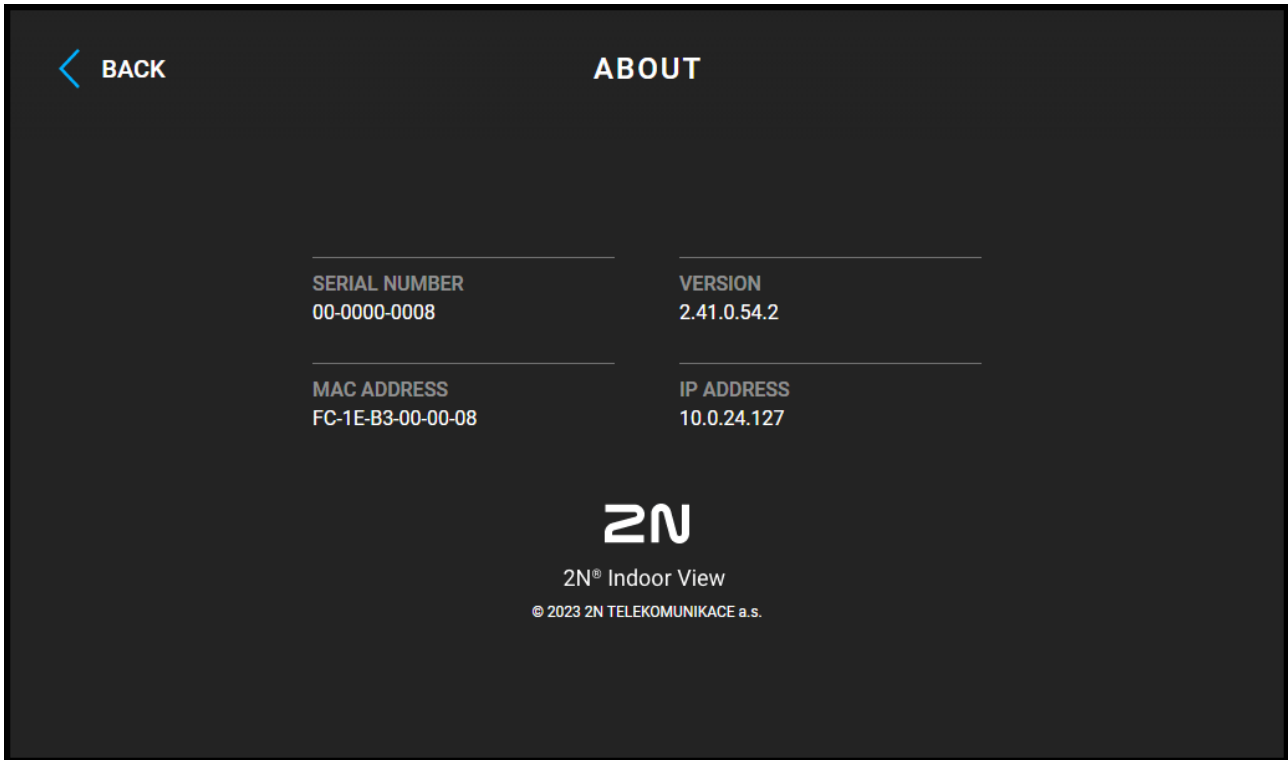 BACK
ABOUT
SERIAL NUMBER
00-0000-0008
VERSION
2.41.0.54.2
MAC ADDRESS
FC-1E-B3-00-00-08
IP ADDRESS
10.0.24.127
2N
2N® Indoor View
© 2023 2N TELEKOMUNIKACE a.s.